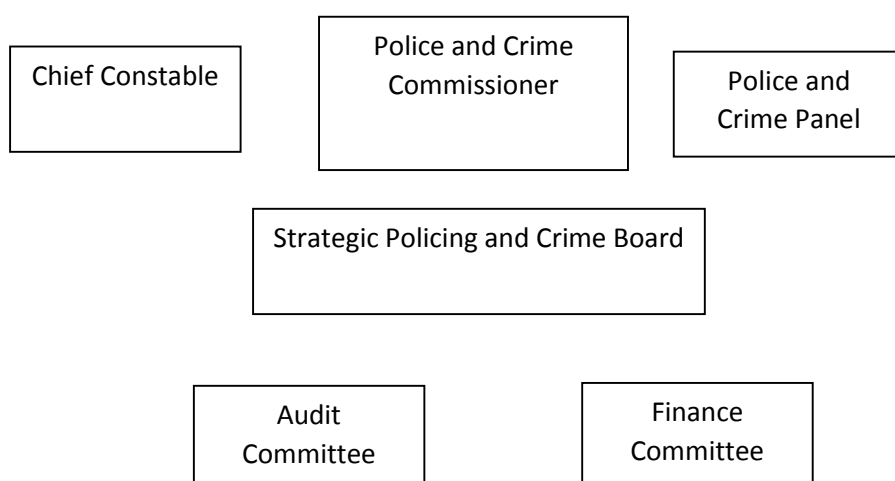 Chief Constable
Police and Crime
Commissioner
Police and
Crime Panel
Strategic Policing and Crime Board
Audit
Committee
Finance
Committee